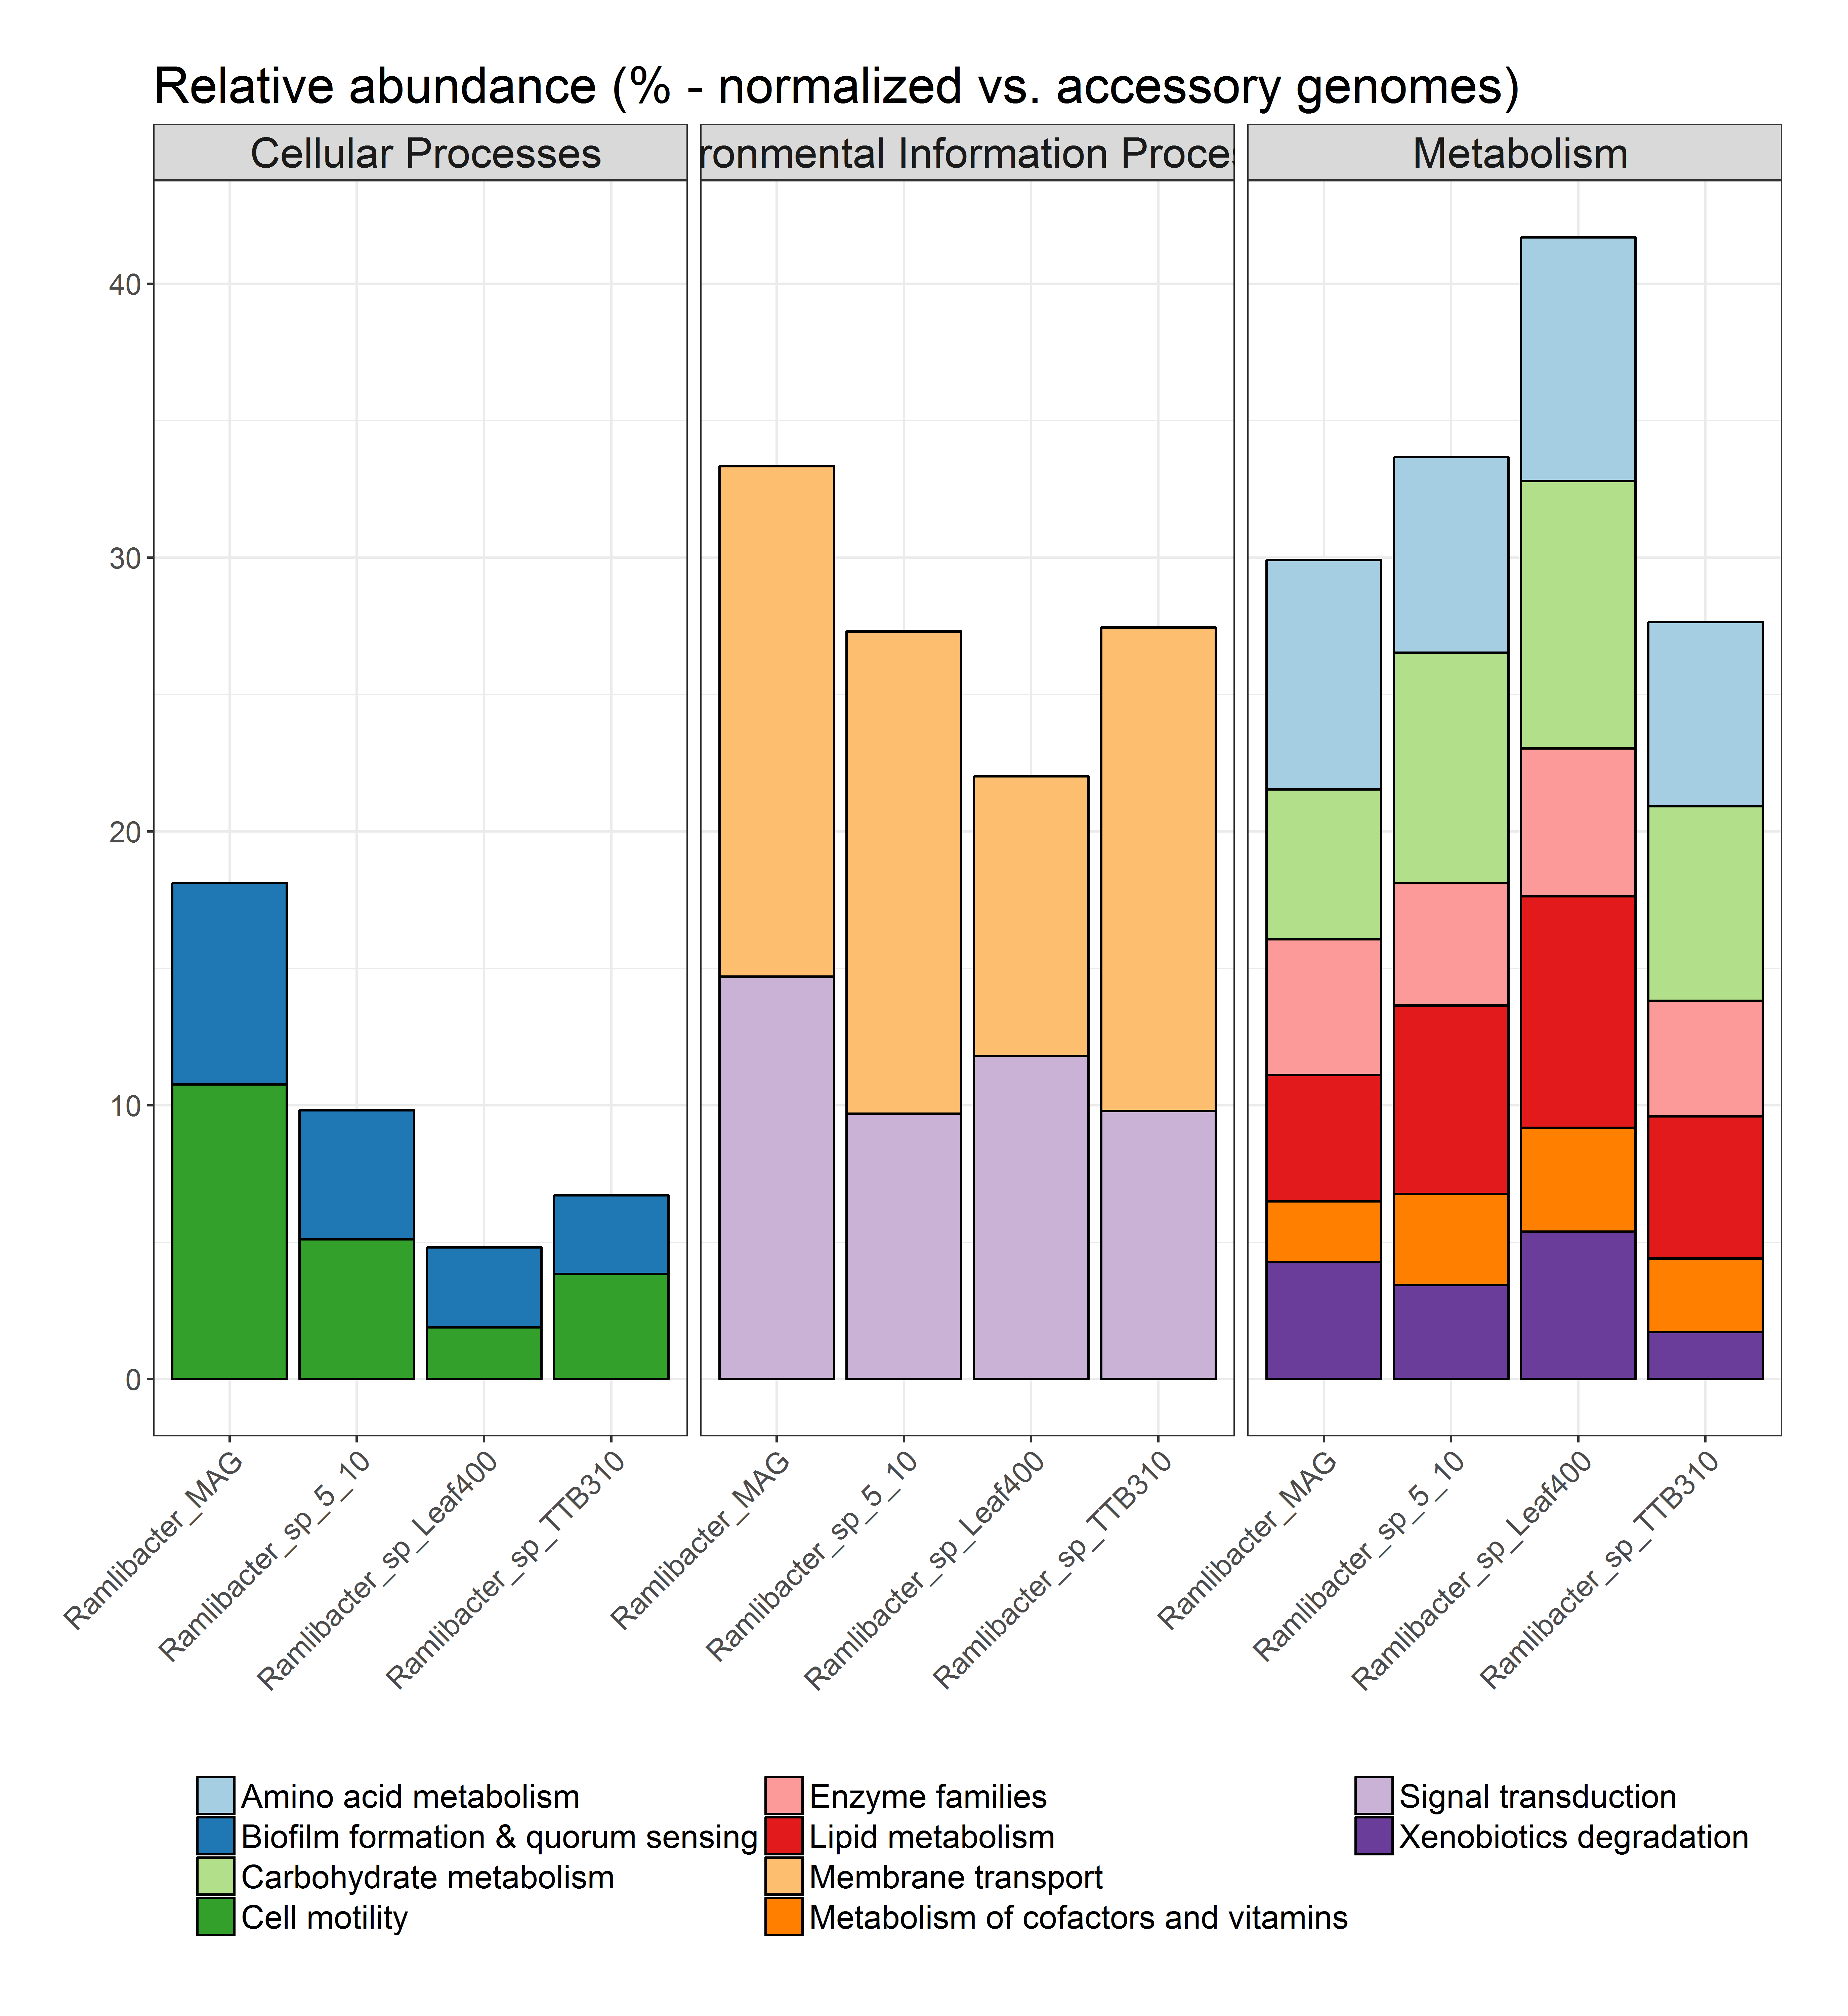 Relative abundance (% - normalized vs. accessory genomes)
Cellular Processes
ronmental Information Proces
Metabolism
40
30
20
10
0
Ramlibacter_MAG
Ramlibacter_sp_5_10
Ramlibacter_sp_Leaf400
Ramlibacter_sp_TTB310
Ramlibacter_MAG
Ramlibacter_sp_5_10
Ramlibacter_sp_Leaf400
Ramlibacter_sp_TTB310
Ramlibacter_MAG
Ramlibacter_sp_5_10
Ramlibacter_sp_Leaf400
Ramlibacter_sp_TTB310
Amino acid metabolism
Biofilm formation & quorum sensing
Carbohydrate metabolism
Cell motility
Enzyme families
Lipid metabolism
Membrane transport
Metabolism of cofactors and vitamins
Signal transduction
Xenobiotics degradation